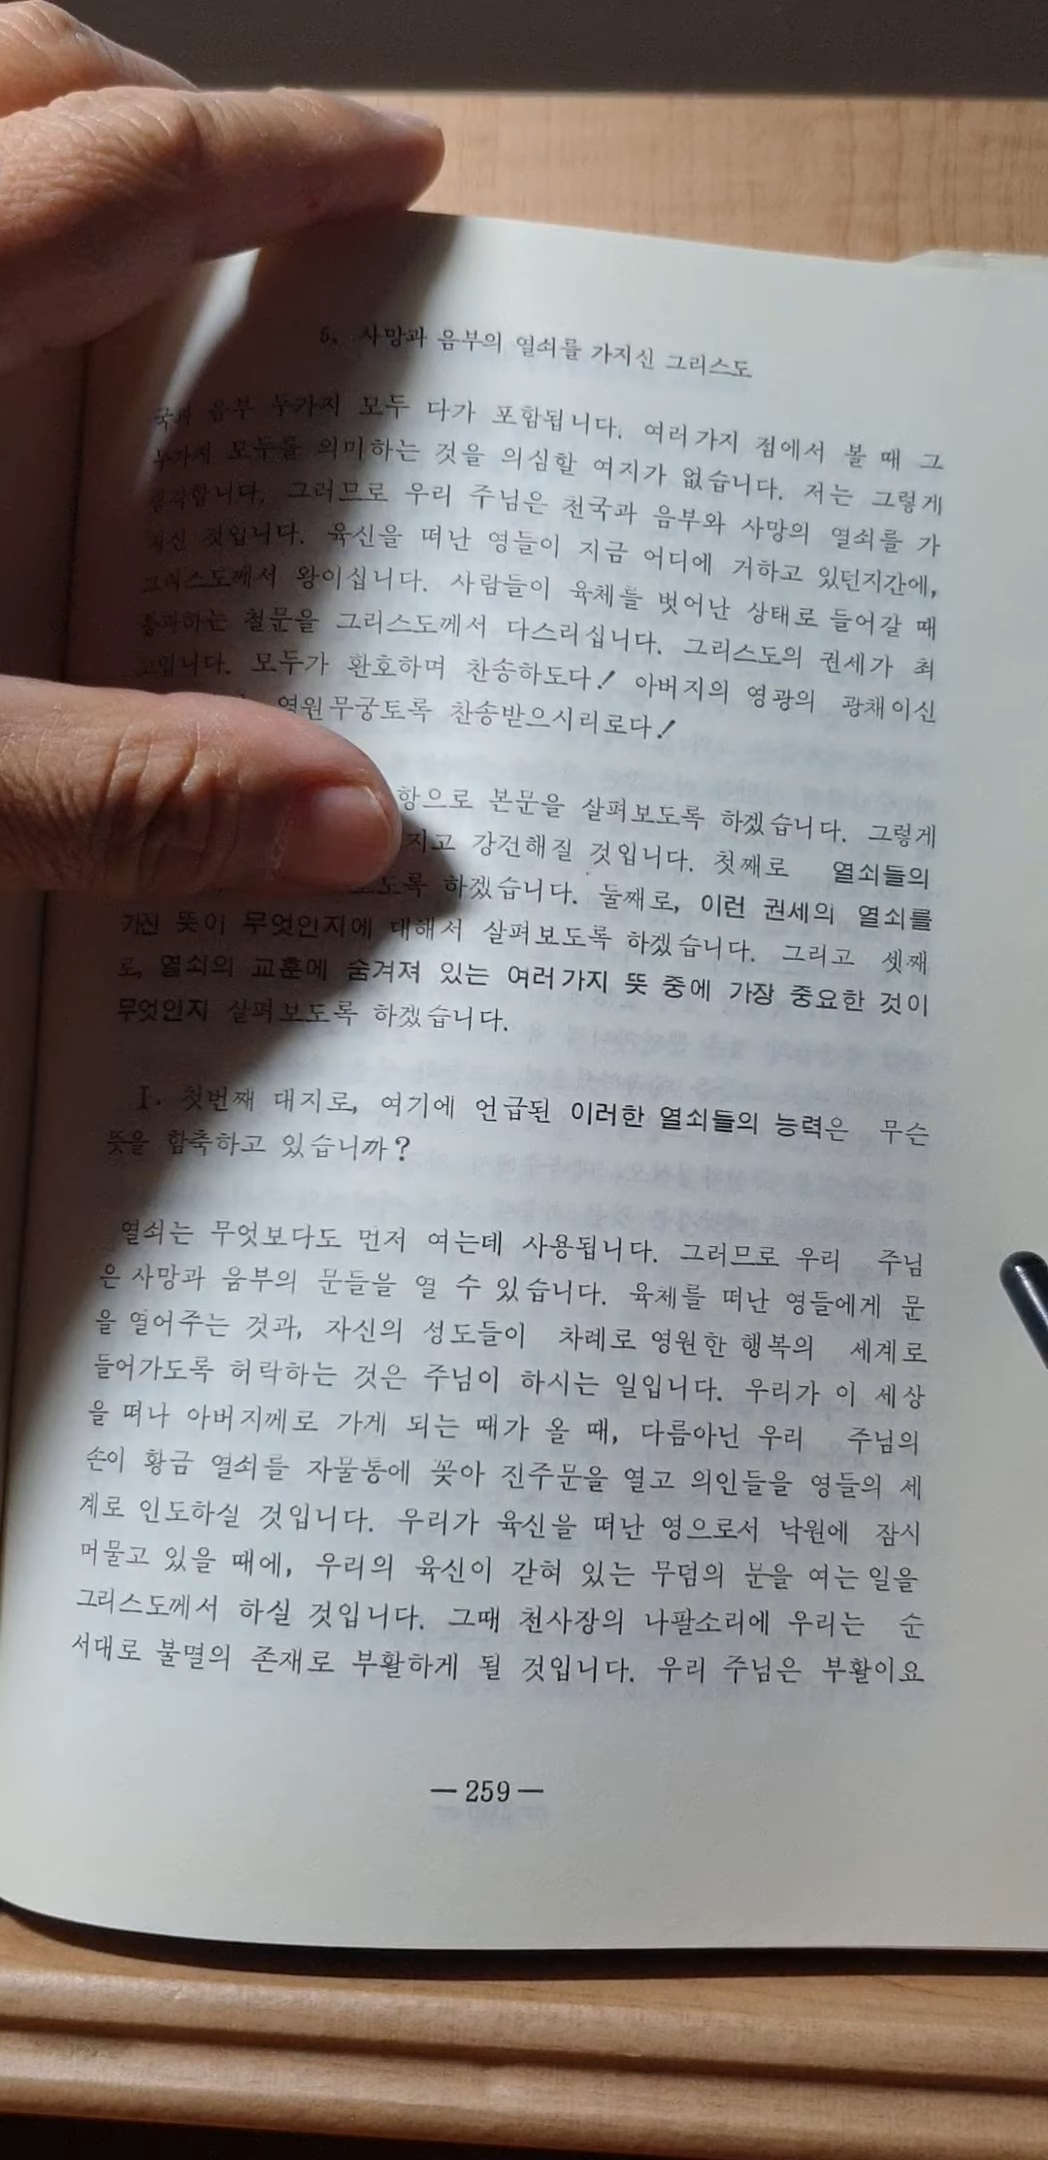 5. 사망과 음부의 열쇠를 가지신 그리스도
국과 음부 두가지 모두 다가 포함됩니다. 여러가지 점에서 볼 때 그
두가지 모두를 의미하는 것을 의심할 여지가 없습니다. 저는 그렇게
생각합니다. 그러므로 우리 주님은 천국과 음부와 사망의 열쇠를 가
지신 것입니다. 육신을 떠난 영들이 지금 어디에 거하고 있던지간에,
그리스도께서 왕이십니다. 사람들이 육체를 벗어난 상태로 들어갈 때
통과하는 철문을 그리스도께서 다스리십니다. 그리스도의 권세가 최
고입니다. 모두가 환호하며 찬송하도다! 아버지의 영광의 광채이신
영원무궁토록 찬송받으시리로다!
항으로 본문을 살펴보도록 하겠습니다. 그렇게
지고 강건해질 것입니다. 첫째로 열쇠들의
보도록 하겠습니다. 둘째로, 이런 권세의 열쇠를
가진 뜻이 무엇인지에 대해서 살펴보도록 하겠습니다. 그리고 셋째
로, 열쇠의 교훈에 숨겨져 있는 여러가지 뜻 중에 가장 중요한 것이
무엇인지 살펴보도록 하겠습니다.
I. 첫번째 대지로, 여기에 언급된 이러한 열쇠들의 능력은 무슨
뜻을 함축하고 있습니까?
열쇠는 무엇보다도 먼저 여는데 사용됩니다. 그러므로 우리 주님
은 사망과 음부의 문들을 열 수 있습니다. 육체를 떠난 영들에게 문
을 열어주는 것과, 자신의 성도들이 차례로 영원한 행복의 세계로
들어가도록 허락하는 것은 주님이 하시는 일입니다. 우리가 이 세상
을 떠나 아버지께로 가게 되는 때가 올 때, 다름아닌 우리 주님의
손이 황금 열쇠를 자물통에 꽂아 진주문을 열고 의인들을 영들의 세
계로 인도하실 것입니다. 우리가 육신을 떠난 영으로서 낙원에 잠시
머물고 있을 때에, 우리의 육신이 갇혀 있는 무덤의 문을 여는 일을
그리스도께서 하실 것입니다. 그때 천사장의 나팔소리에 우리는 순
서대로 불멸의 존재로 부활하게 될 것입니다. 우리 주님은 부활이요
— 259 —